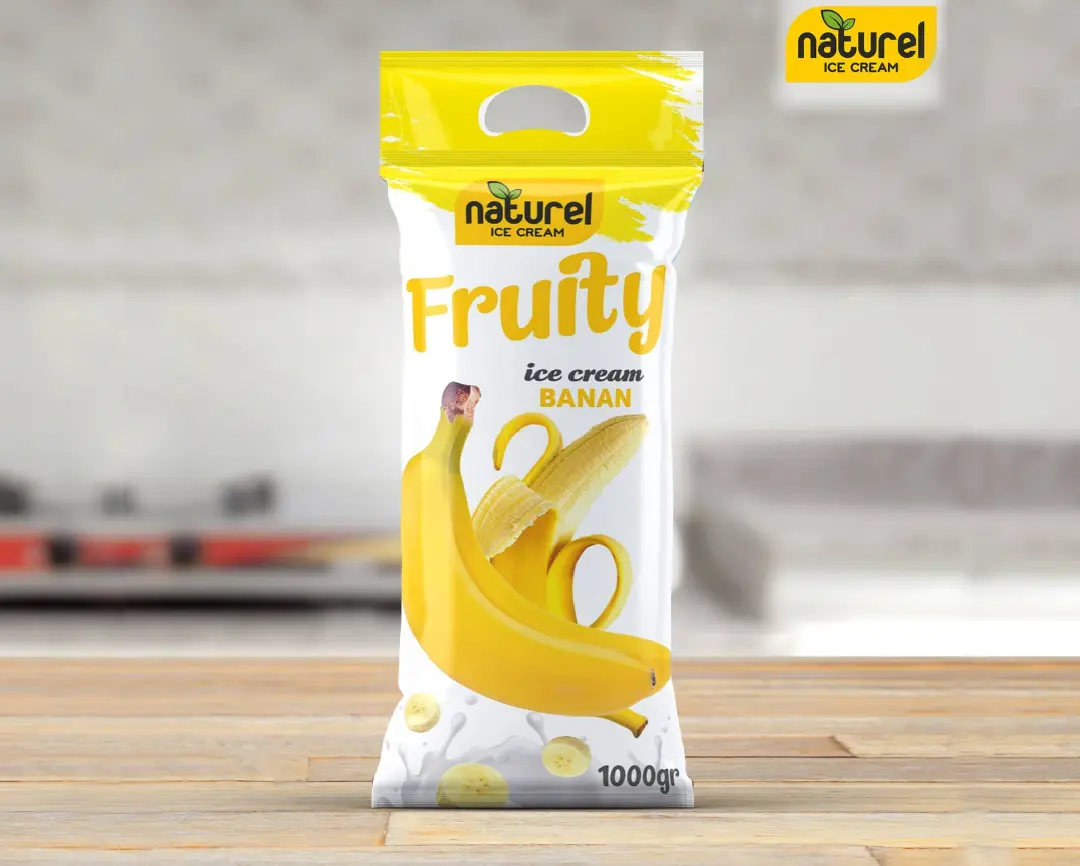 naturel
ICE CREAM
naturel
ICE CREAM
Fruity
ice cream
BANAN
1000gr